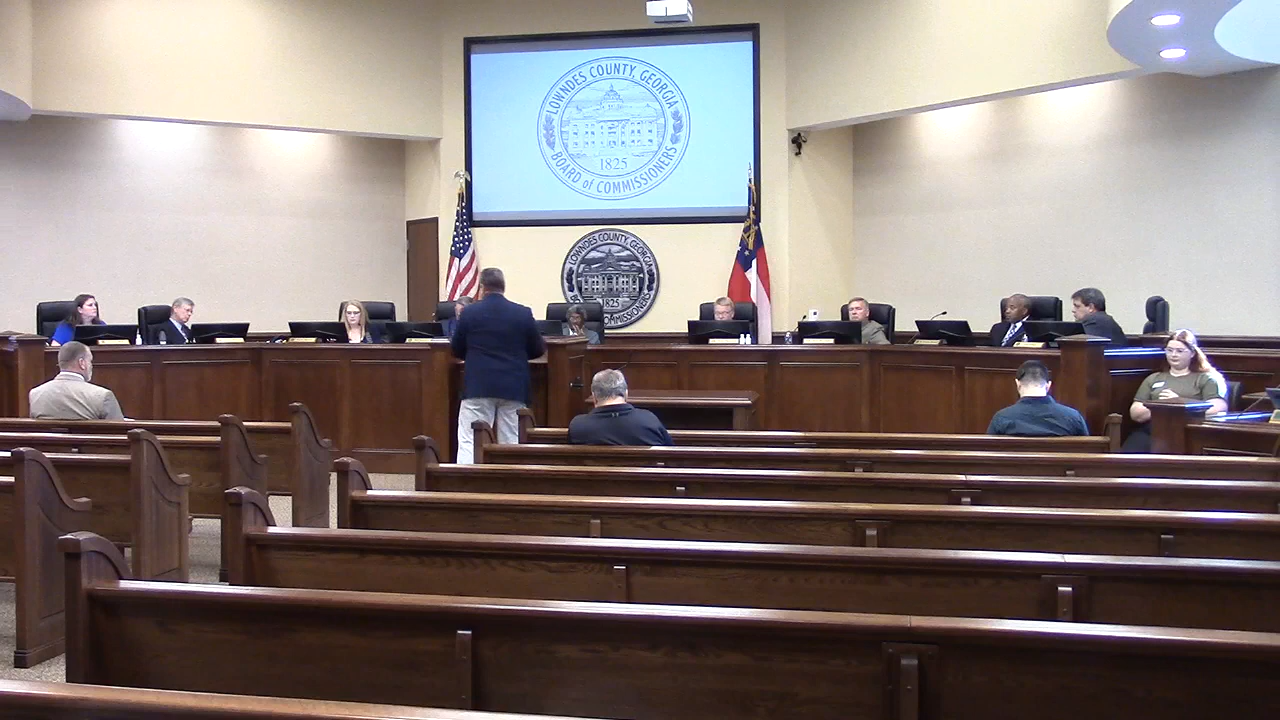 LOWNDES COUNTY, GEORGIA
1825
BOARD of COMMISSIONERS
LOWNDES COUNTY, GEORGIA
1825
COMMISSIONERS